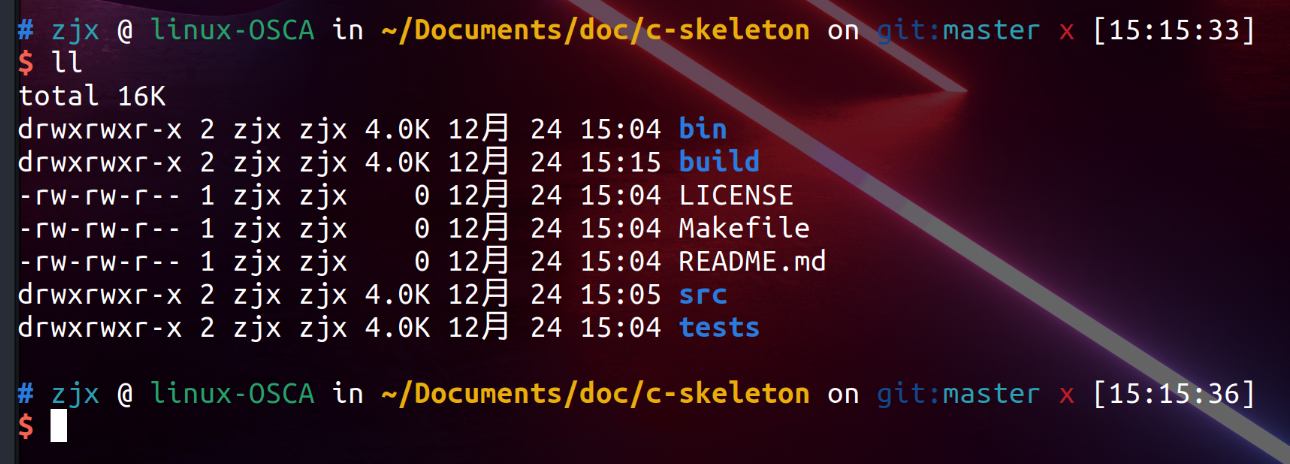 # zjx @ linux-OSCA in ~/Documents/doc/c-skeleton on git:master x [15:15:33]
$ ll
total 16K
drwxrwxr-x 2 zjx zjx 4.0K 12月 24 15:04 bin
drwxrwxr-x 2 zjx zjx 4.0K 12月 24 15:15 build
-rw-rw-r-- 1 zjx zjx    0 12月 24 15:04 LICENSE
-rw-rw-r-- 1 zjx zjx    0 12月 24 15:04 Makefile
-rw-rw-r-- 1 zjx zjx    0 12月 24 15:04 README.md
drwxrwxr-x 2 zjx zjx 4.0K 12月 24 15:05 src
drwxrwxr-x 2 zjx zjx 4.0K 12月 24 15:04 tests
# zjx @ linux-OSCA in ~/Documents/doc/c-skeleton on git:master x [15:15:36]
$